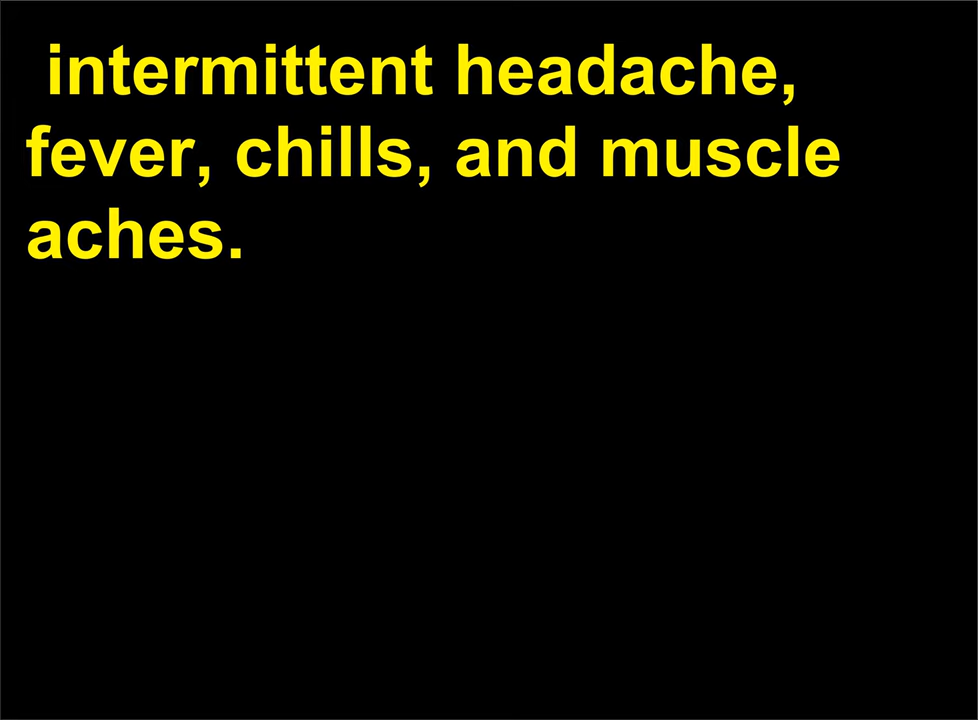 intermittent headache,
fever, chills, and muscle
aches.